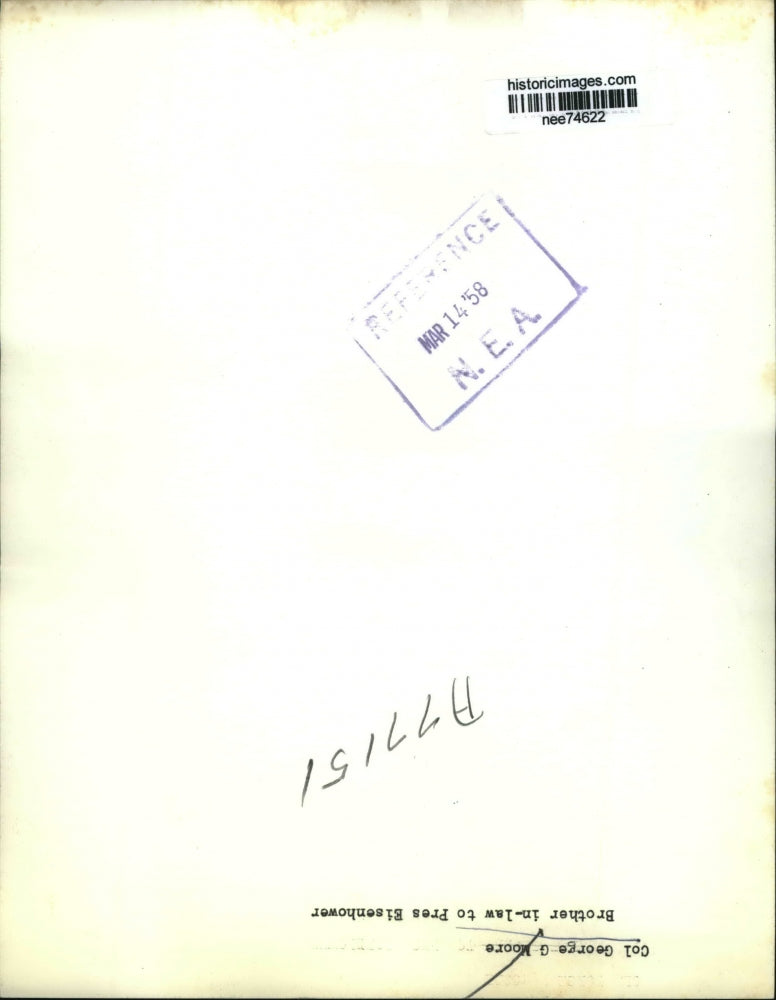 historicimages.com
nee74622
REFERENCE
MAR 14 '58
N. E. A.
A77151
Col George G Moore
Brother in-law to Pres Eisenhower